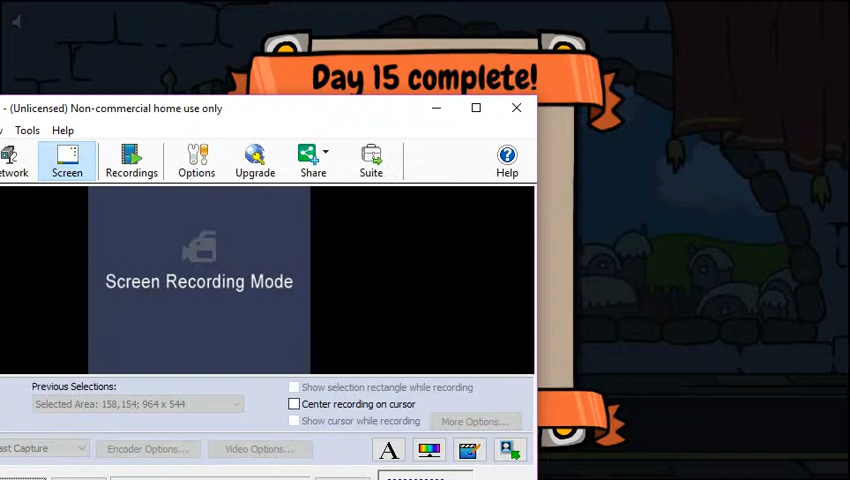 Day 15 complete!
- (Unlicensed) Non-commercial home use only
Tools Help
Screen Recordings Options Upgrade Share Suite Help
Screen Recording Mode
Previous Selections:
Selected Area: 158,154; 964 x 544
Show selection rectangle while recording
Center recording on cursor
Show cursor while recording
More Options...
Capture
Encoder Options...
Video Options...
A